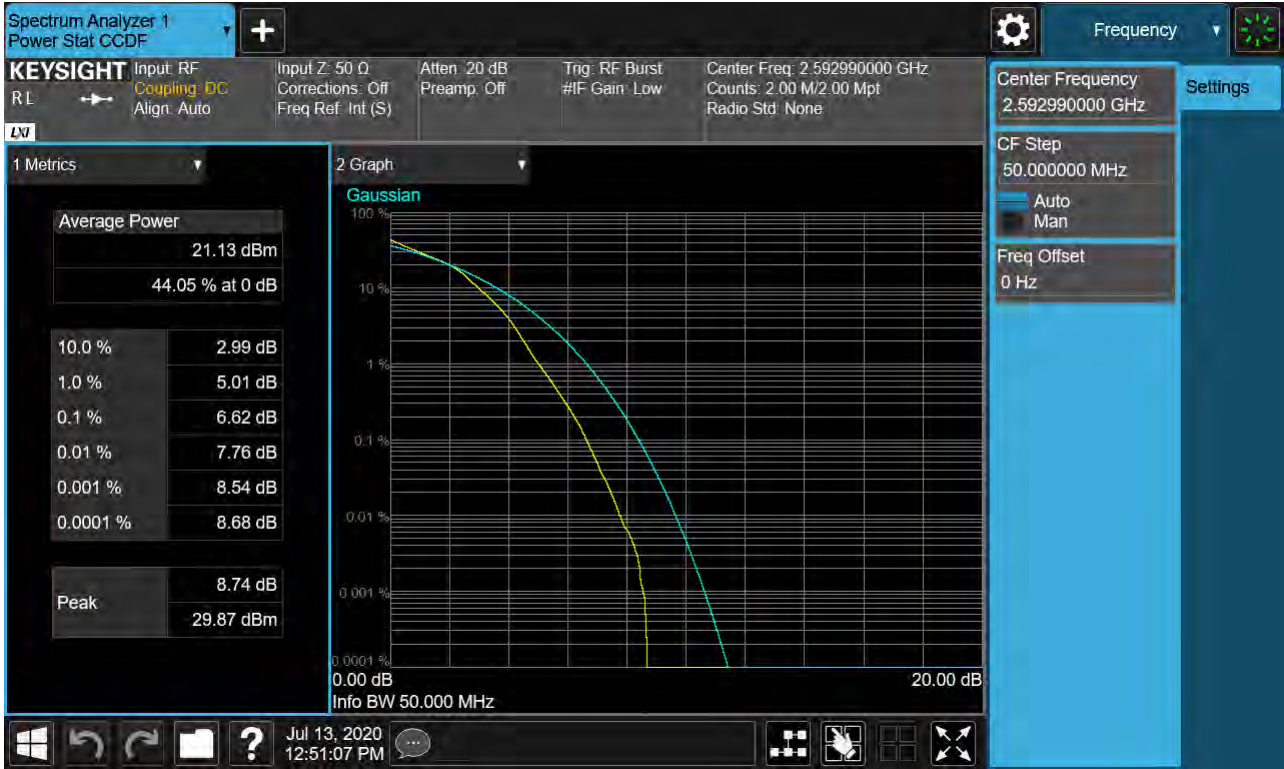 Spectrum Analyzer 1
Power Stat CCDF
+
Frequency
KEYSIGHT
R L
LXI
Input: RF
Coupling: DC
Align: Auto
Input Z: 50 Ω
Corrections: Off
Freq Ref: Int (S)
Atten: 20 dB
Preamp: Off
Trig: RF Burst
#IF Gain: Low
Center Freq: 2.592990000 GHz
Counts: 2.00 M/2.00 Mpt
Radio Std: None
Center Frequency
2.592990000 GHz
Settings
CF Step
50.000000 MHz
Auto
Man
Freq Offset
0 Hz
1 Metrics
Average Power
21.13 dBm
44.05 % at 0 dB
10.0 % 2.99 dB
1.0 % 5.01 dB
0.1 % 6.62 dB
0.01 % 7.76 dB
0.001 % 8.54 dB
0.0001 % 8.68 dB
Peak
8.74 dB
29.87 dBm
2 Graph
Gaussian
100 %
10 %
1 %
0.1 %
0.01 %
0.001 %
0.0001 %
0.00 dB 20.00 dB
Info BW 50.000 MHz
?
Jul 13, 2020
12:51:07 PM